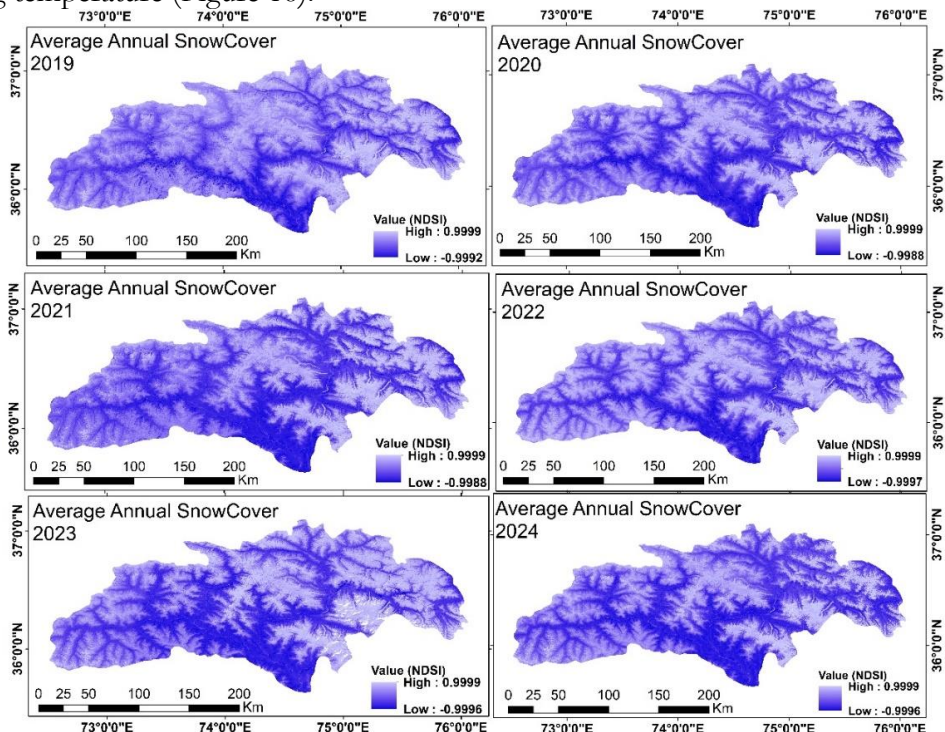 g temperature (Figure 18).
73°0'0"E 74°0'0"E 75°0'0"E 76°0'0"E 73°0'0"E 74°0'0"E 75°0'0"E 76°0'0"E
Average Annual SnowCover
2019
37°0'0"N
36°0'0"N
Value (NDSI)
High : 0.9999
Low : -0.9992
0 25 50 100 150 200
Km
Average Annual SnowCover
2020
37°0'0"N
36°0'0"N
Value (NDSI)
High : 0.9999
Low : -0.9988
0 25 50 100 150 200
Km
Average Annual SnowCover
2021
37°0'0"N
36°0'0"N
Value (NDSI)
High : 0.9999
Low : -0.9988
0 25 50 100 150 200
Km
Average Annual SnowCover
2022
37°0'0"N
36°0'0"N
Value (NDSI)
High : 0.9999
Low : -0.9997
0 25 50 100 150 200
Km
Average Annual SnowCover
2023
37°0'0"N
36°0'0"N
Value (NDSI)
High : 0.9999
Low : -0.9996
0 25 50 100 150 200
Km
Average Annual SnowCover
2024
37°0'0"N
36°0'0"N
Value (NDSI)
High : 0.9999
Low : -0.9996
0 25 50 100 150 200
Km
73°0'0"E 74°0'0"E 75°0'0"E 76°0'0"E 73°0'0"E 74°0'0"E 75°0'0"E 76°0'0"E